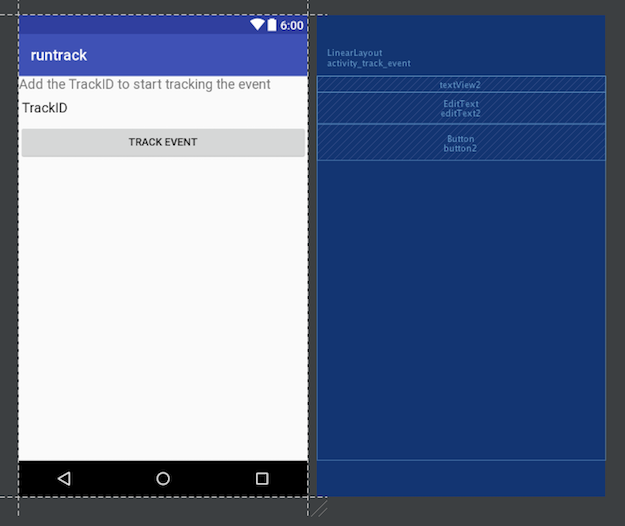 6:00
runtrack
Add the TrackID to start tracking the event
TrackID
TRACK EVENT
LinearLayout
activity_track_event
textView2
EditText
editText2
Button
button2